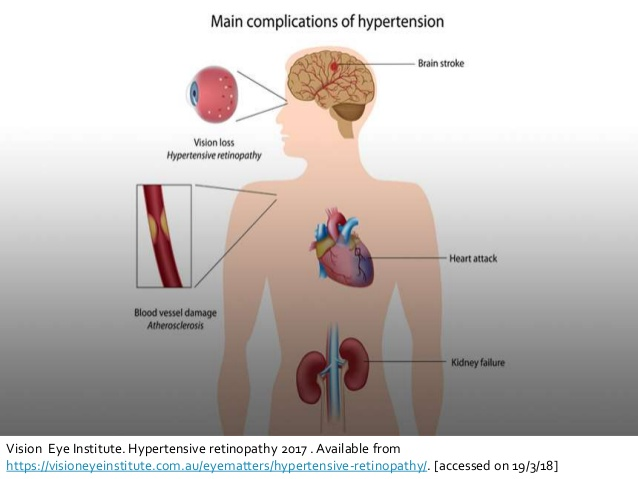 Main complications of hypertension
Brain stroke
Vision loss
Hypertensive retinopathy
Heart attack
Blood vessel damage
Atherosclerosis
Kidney failure
Vision Eye Institute. Hypertensive retinopathy 2017 . Available from
https://visioneyeinstitute.com.au/eyematters/hypertensive-retinopathy/. [accessed on 19/3/18]